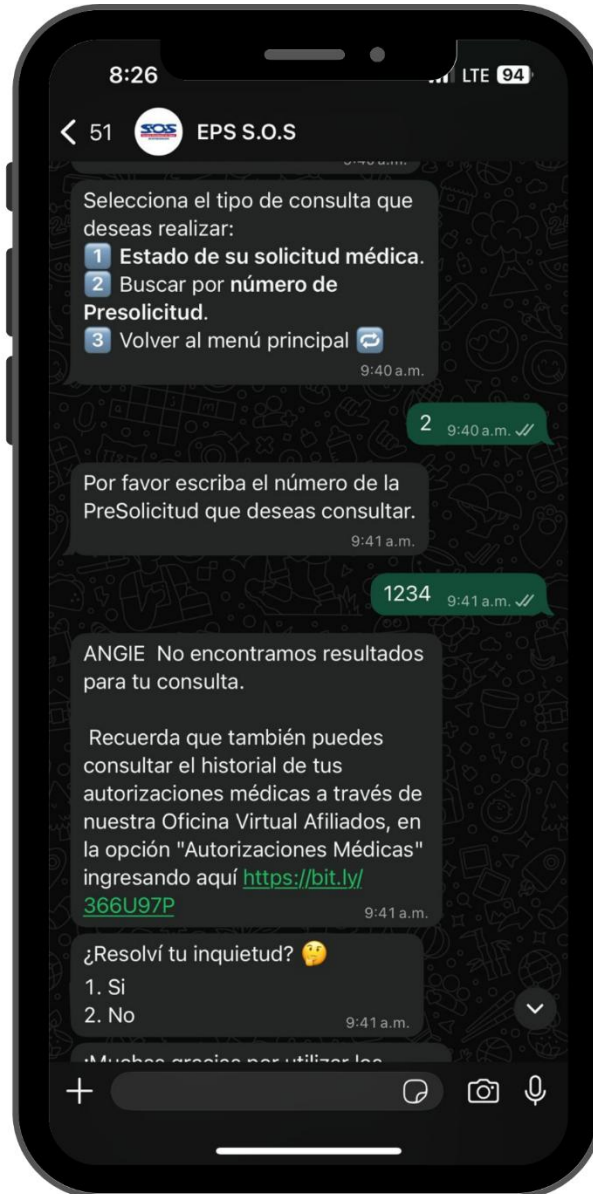 8:26
LTE 94
51
SOS
EPS S.O.S
Selecciona el tipo de consulta que
deseas realizar:
1 Estado de su solicitud médica.
2 Buscar por número de
Presolicitud.
3 Volver al menú principal
9:40 a.m.
2 9:40 a.m.
Por favor escriba el número de la
PreSolicitud que deseas consultar.
9:41 a.m.
1234 9:41 a.m.
ANGIE No encontramos resultados
para tu consulta.
Recuerda que también puedes
consultar el historial de tus
autorizaciones médicas a través de
nuestra Oficina Virtual Afiliados, en
la opción "Autorizaciones Médicas"
ingresando aquí https://bit.ly/
366U97P
9:41 a.m.
¿Resolví tu inquietud?
1. Si
2. No
9:41 a.m.
¡Muchas gracias por utilizar los